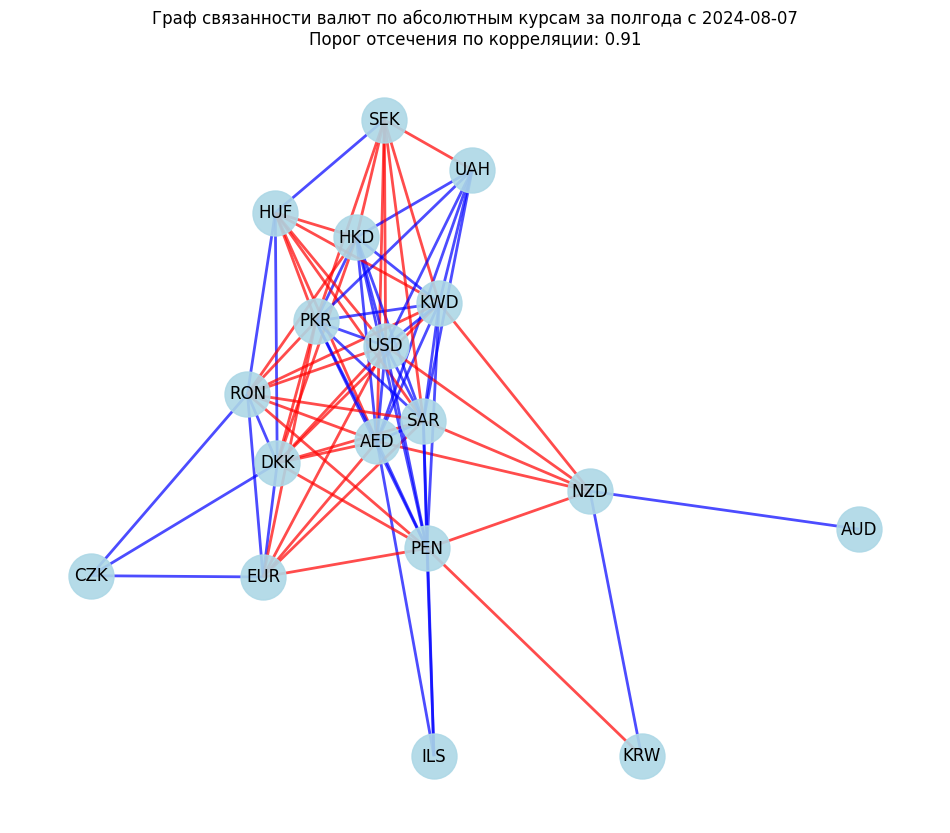 Граф связанности валют по абсолютным курсам за полгода с 2024-08-07
Порог отсечения по корреляции: 0.91
SEK
UAH
HUF
HKD
KWD
PKR
USD
RON
SAR
AED
DKK
NZD
AUD
PEN
CZK
EUR
ILS
KRW